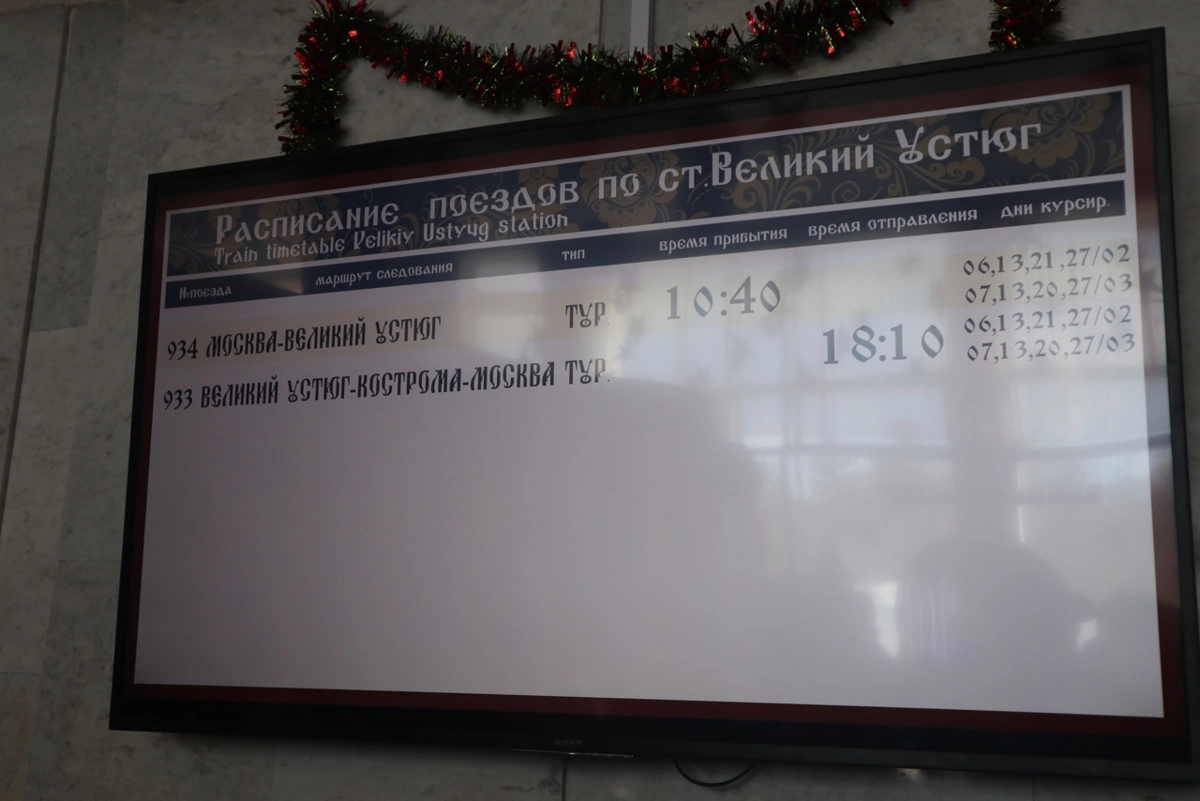 Расписание поездов по ст.Великий Устюг
Train timetable Velikiy Ustyug station
№поезда маршрут следования тип время прибытия время отправления дни курсир.
934 МОСКВА-ВЕЛИКИЙ УСТЮГ ТУР. 10:40 06,13,21,27/02
07,13,20,27/03
933 ВЕЛИКИЙ УСТЮГ-КОСТРОМА-МОСКВА ТУР. 18:10 06,13,21,27/02
07,13,20,27/03
SONY